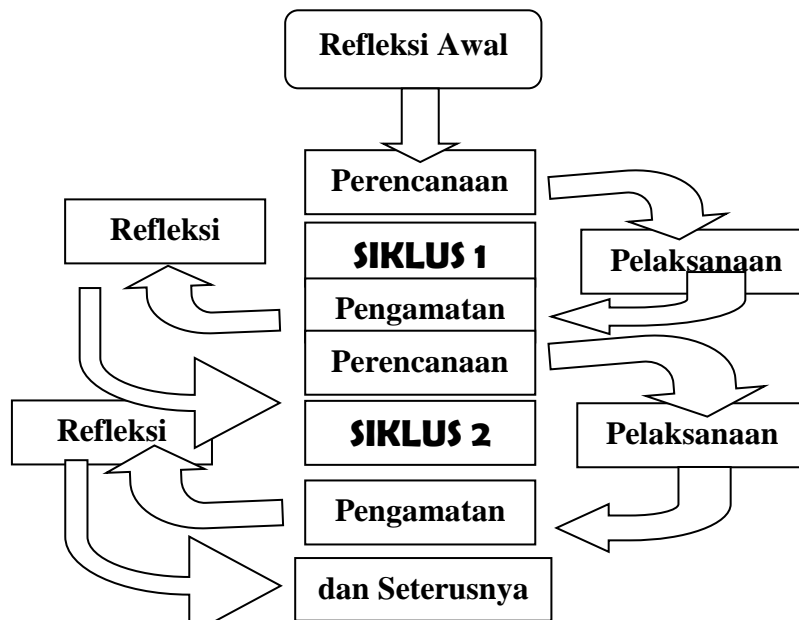 Refleksi Awal
Perencanaan
Refleksi
SIKLUS 1
Pelaksanaan
Pengamatan
Perencanaan
Refleksi
SIKLUS 2
Pelaksanaan
Pengamatan
dan Seterusnya